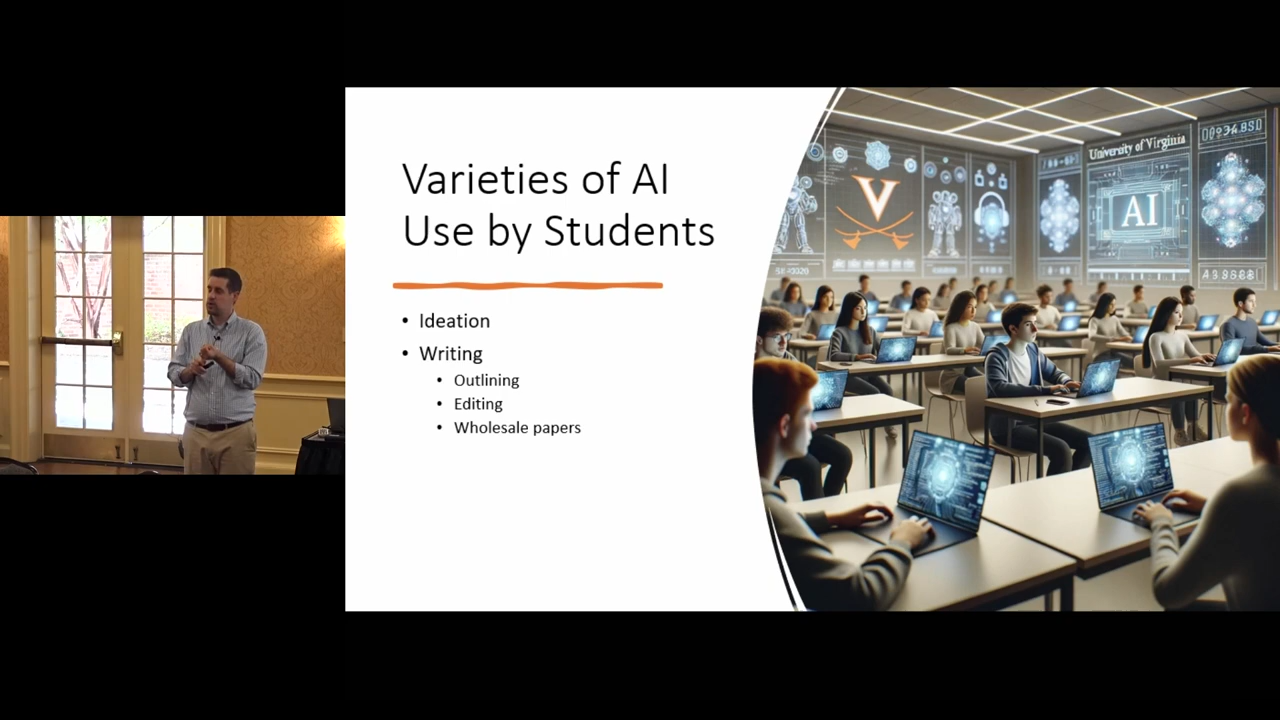 Varieties of AI
Use by Students
• Ideation
• Writing
• Outlining
• Editing
• Wholesale papers
University of Virginia
AI
V